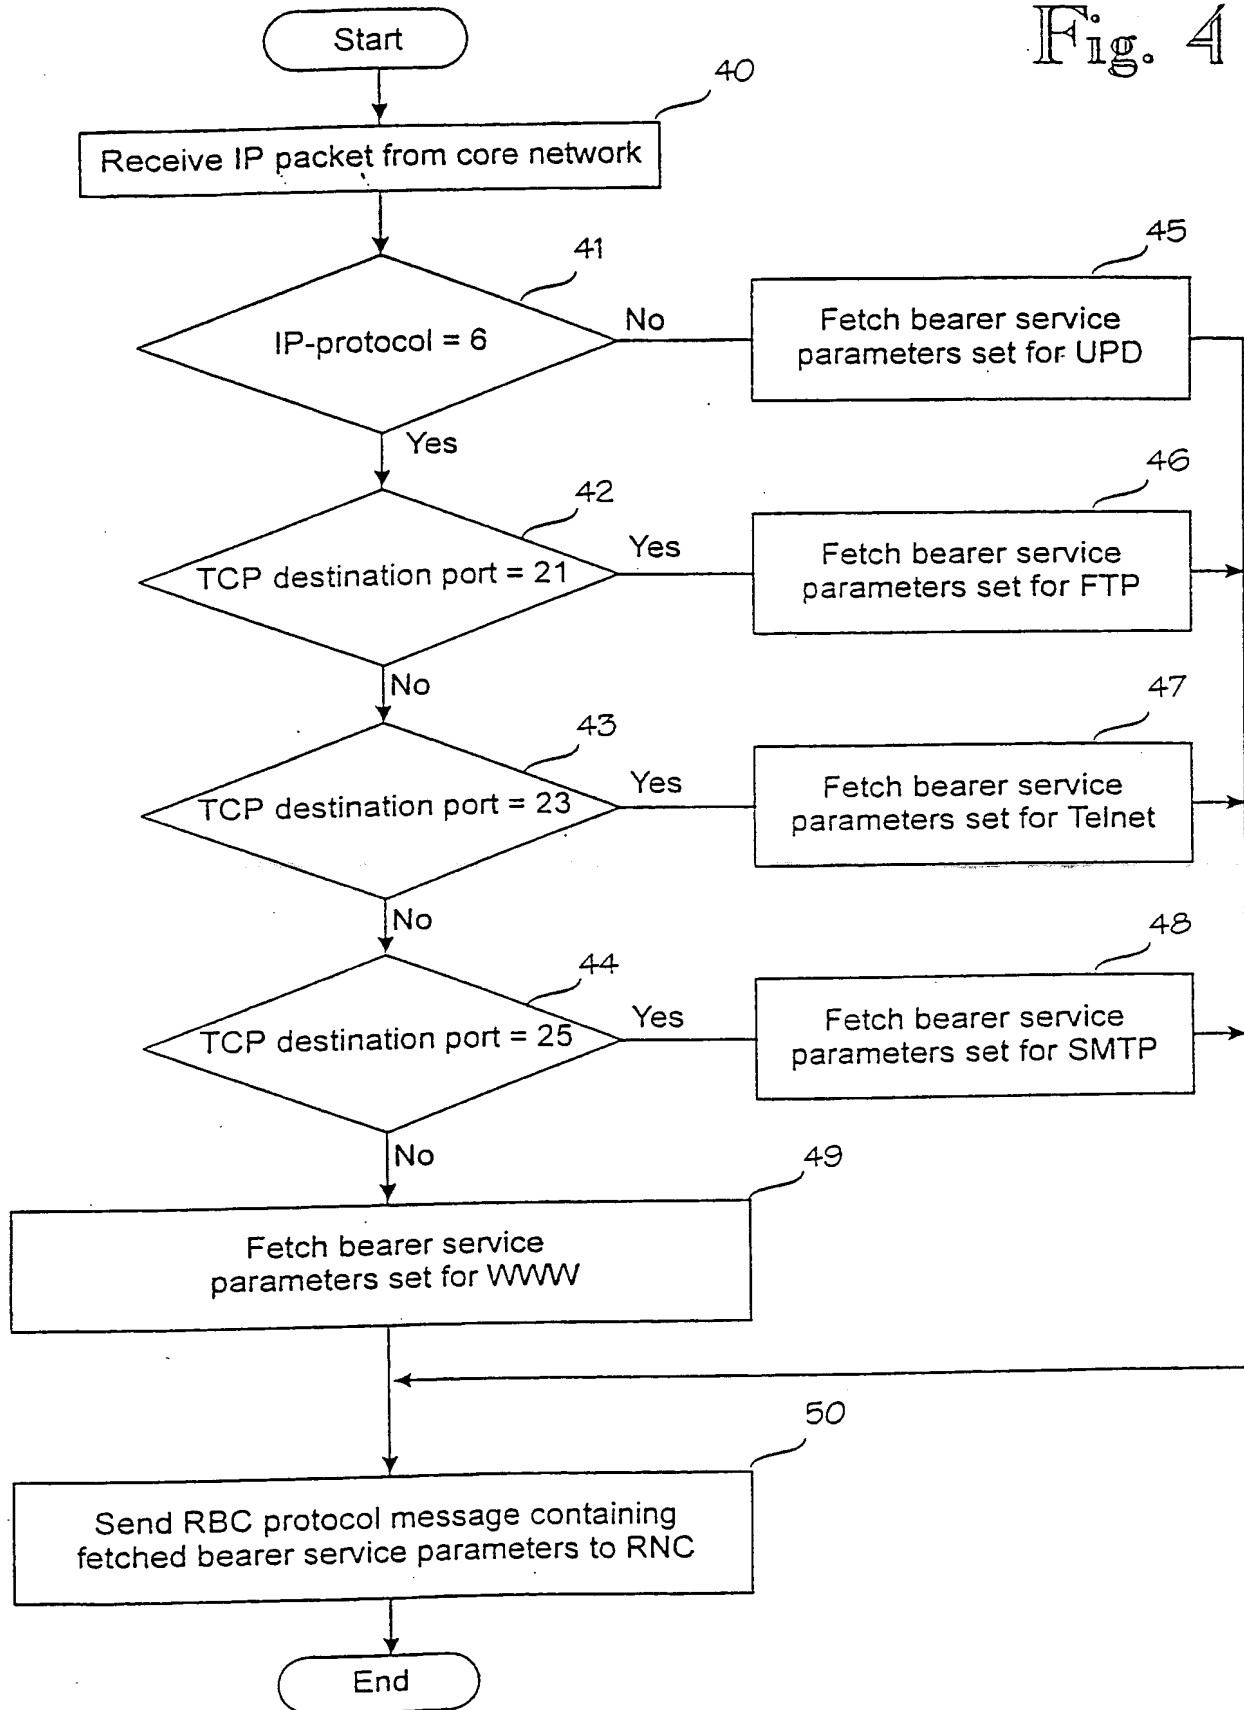 Fig. 4
Start
40
Receive IP packet from core network
41
IP-protocol = 6
No
45
Fetch bearer service
parameters set for UPD
Yes
42
TCP destination port = 21
Yes
46
Fetch bearer service
parameters set for FTP
No
43
TCP destination port = 23
Yes
47
Fetch bearer service
parameters set for Telnet
No
44
TCP destination port = 25
Yes
48
Fetch bearer service
parameters set for SMTP
No
49
Fetch bearer service
parameters set for WWW
50
Send RBC protocol message containing
fetched bearer service parameters to RNC
End